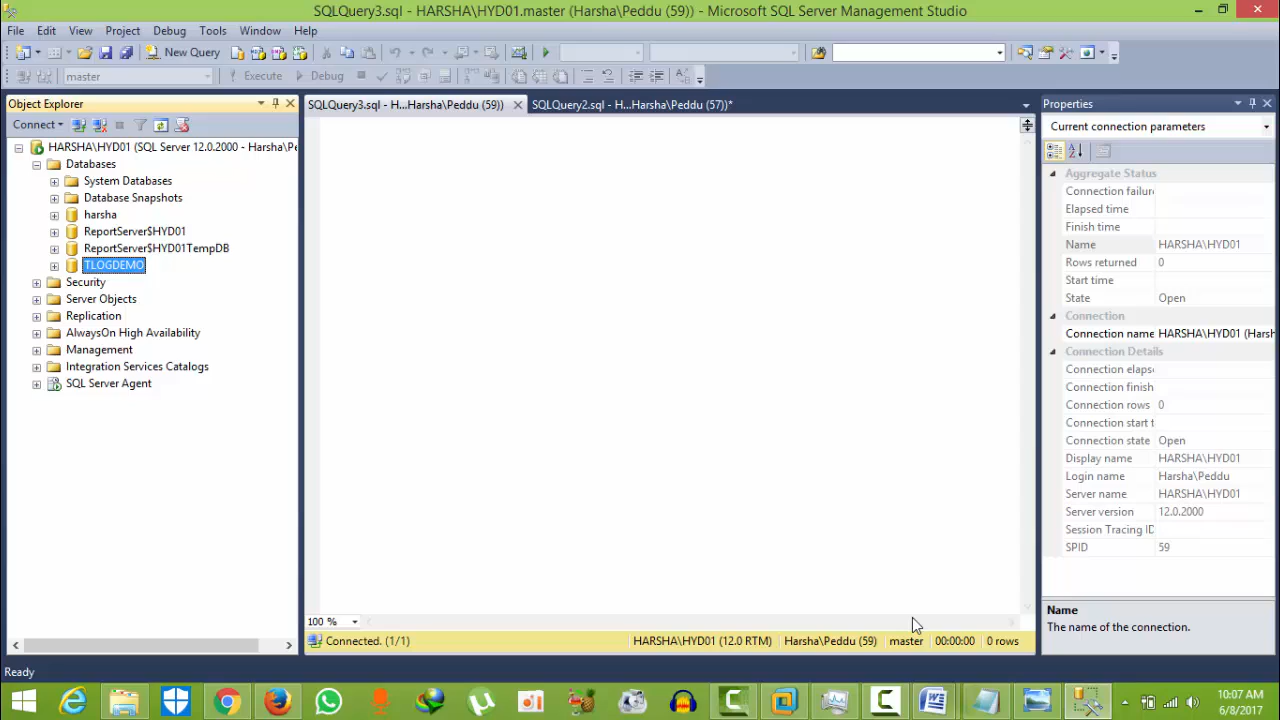 SQLQuery3.sql - HARSHA\HYD01.master (Harsha\Peddu (59)) - Microsoft SQL Server Management Studio
File Edit View Project Debug Tools Window Help
New Query
master Execute Debug
Object Explorer
Connect
HARSHA\HYD01 (SQL Server 12.0.2000 - Harsha\Pe
Databases
System Databases
Database Snapshots
harsha
ReportServer$HYD01
ReportServer$HYD01TempDB
TLOGDEMO
Security
Server Objects
Replication
AlwaysOn High Availability
Management
Integration Services Catalogs
SQL Server Agent
SQLQuery3.sql - H...Harsha\Peddu (59)) SQLQuery2.sql - H...Harsha\Peddu (57))*
100 %
Connected. (1/1) HARSHA\HYD01 (12.0 RTM) Harsha\Peddu (59) master 00:00:00 0 rows
Properties
Current connection parameters
Aggregate Status
Connection failure
Elapsed time
Finish time
Name HARSHA\HYD01
Rows returned 0
Start time
State Open
Connection
Connection name HARSHA\HYD01 (Harsh
Connection Details
Connection elaps
Connection finish
Connection rows 0
Connection start t
Connection state Open
Display name HARSHA\HYD01
Login name Harsha\Peddu
Server name HARSHA\HYD01
Server version 12.0.2000
Session Tracing ID
SPID 59
Name
The name of the connection.
Ready
10:07 AM
6/8/2017